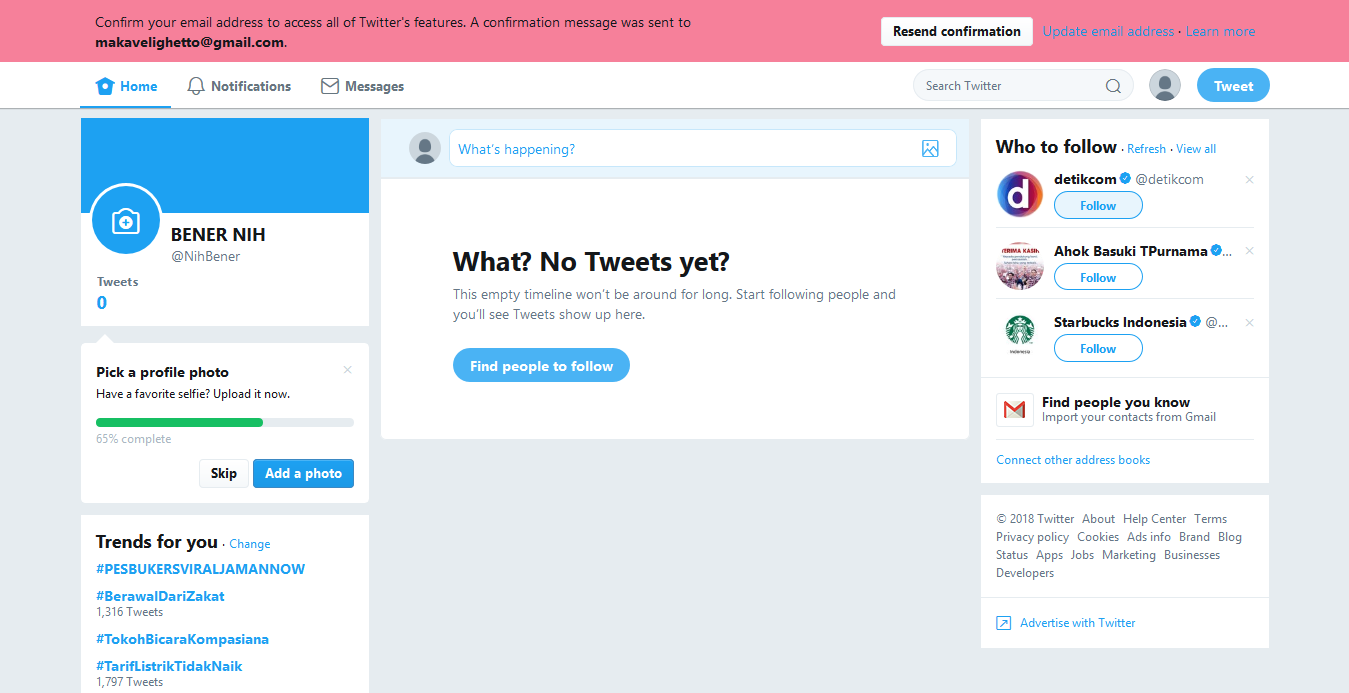 Confirm your email address to access all of Twitter's features. A confirmation message was sent to
makavelighetto@gmail.com.
Resend confirmation
Update email address · Learn more
Home
Notifications
Messages
Search Twitter
Tweet
BENER NIH
@NihBener
Tweets
0
Pick a profile photo
Have a favorite selfie? Upload it now.
65% complete
Skip
Add a photo
Trends for you · Change
#PESBUKERSVIRALJAMANNOW
#BerawalDariZakat
1,316 Tweets
#TokohBicaraKompasiana
#TarifListrikTidakNaik
1,797 Tweets
What's happening?
What? No Tweets yet?
This empty timeline won't be around for long. Start following people and
you'll see Tweets show up here.
Find people to follow
Who to follow · Refresh · View all
d
detikcom @detikcom
Follow
TERIMA KASIH
Ahok Basuki TPurnama ...
Follow
Indonesia
Starbucks Indonesia @...
Follow
Find people you know
Import your contacts from Gmail
Connect other address books
© 2018 Twitter About Help Center Terms
Privacy policy Cookies Ads info Brand Blog
Status Apps Jobs Marketing Businesses
Developers
Advertise with Twitter